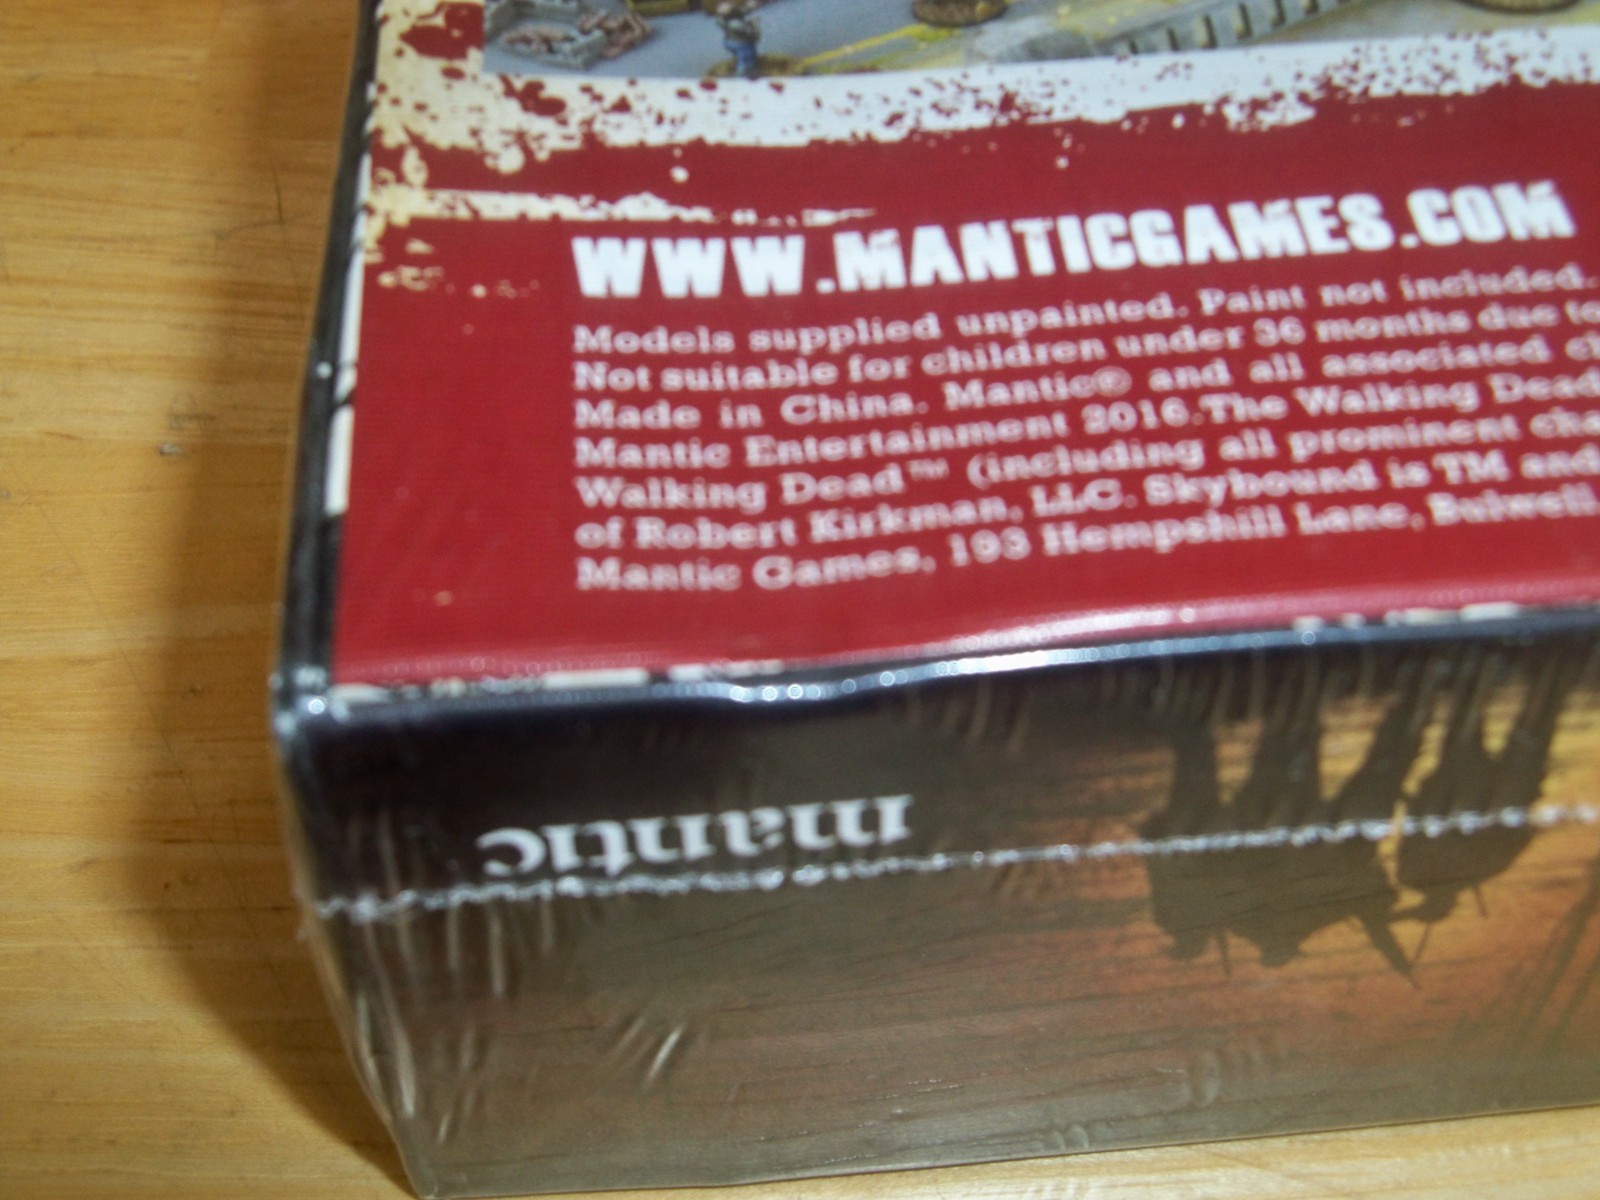 WWW.MANTICGAMES.COM
Models supplied unpainted. Paint not included.
Not suitable for children under 36 months due to
Made in China. Mantic® and all associated
Mantic Entertainment 2016. The Walking Dead
Walking Dead™ (including all prominent
of Robert Kirkman, LLC. Skybound is TM and
Mantic Games, 193 Hempshill Lane, Bulwell.
mantic